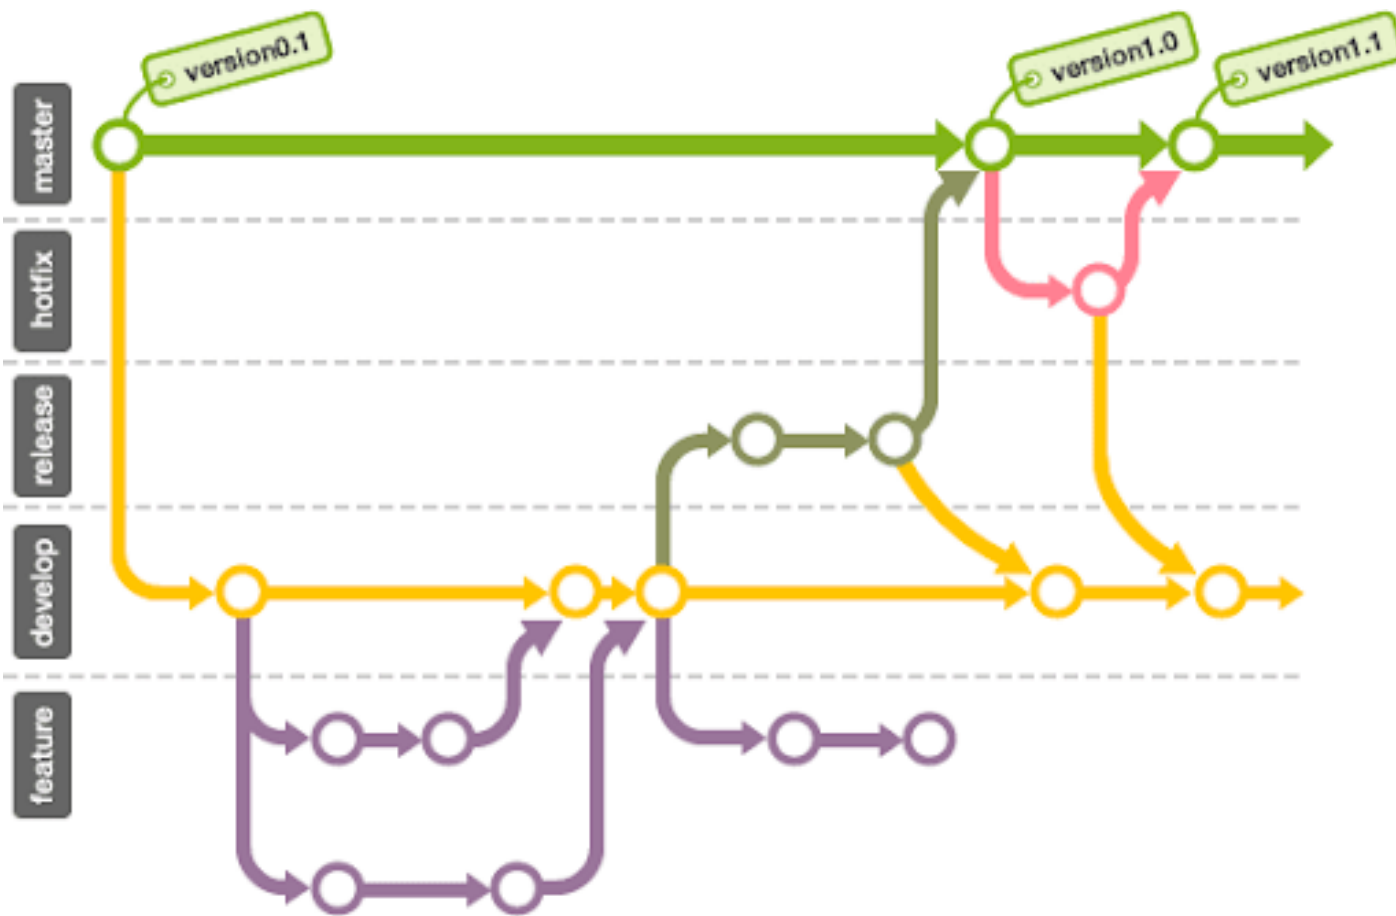 version0.1
version1.0
version1.1
master
hotfix
release
develop
feature